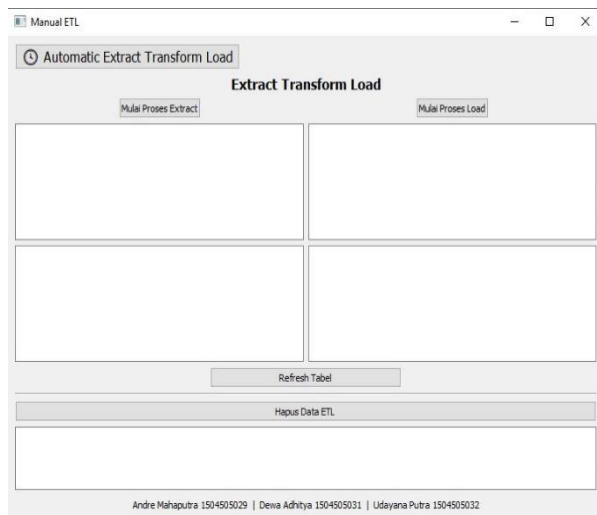 Manual ETL
Automatic Extract Transform Load
Extract Transform Load
Mulai Proses Extract
Mulai Proses Load
Refresh Tabel
Hapus Data ETL
Andre Mahaputra 1504505029 | Dewa Adhitya 1504505031 | Udayana Putra 1504505032